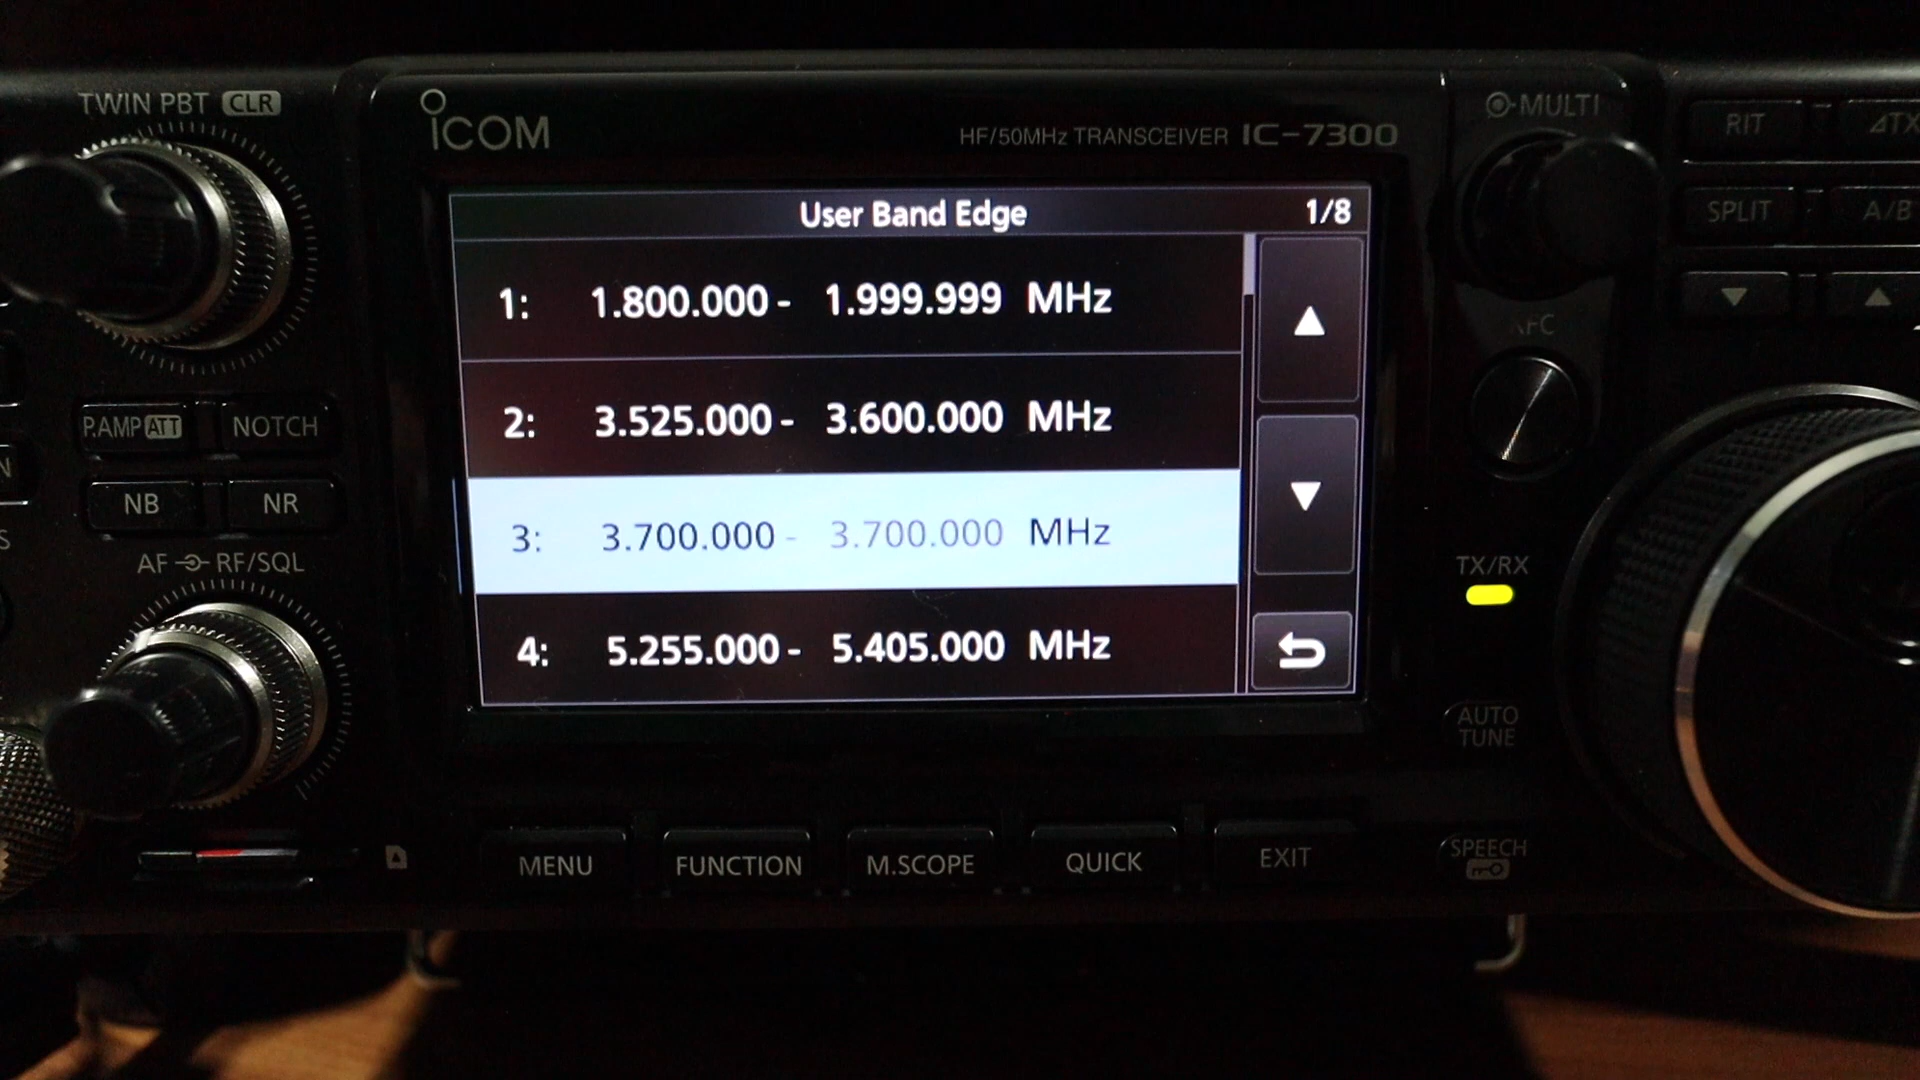 TWIN PBT CLR
ICOM
HF/50MHz TRANSCEIVER IC-7300
MULTI
RIT
SPLIT
A/B
User Band Edge 1/8
1: 1.800.000 - 1.999.999 MHz
2: 3.525.000 - 3.600.000 MHz
3: 3.700.000 - 3.700.000 MHz
4: 5.255.000 - 5.405.000 MHz
P.AMP ATT NOTCH
NB NR
AF RF/SQL
TX/RX
AUTO
TUNE
SPEECH
MENU FUNCTION M.SCOPE QUICK EXIT